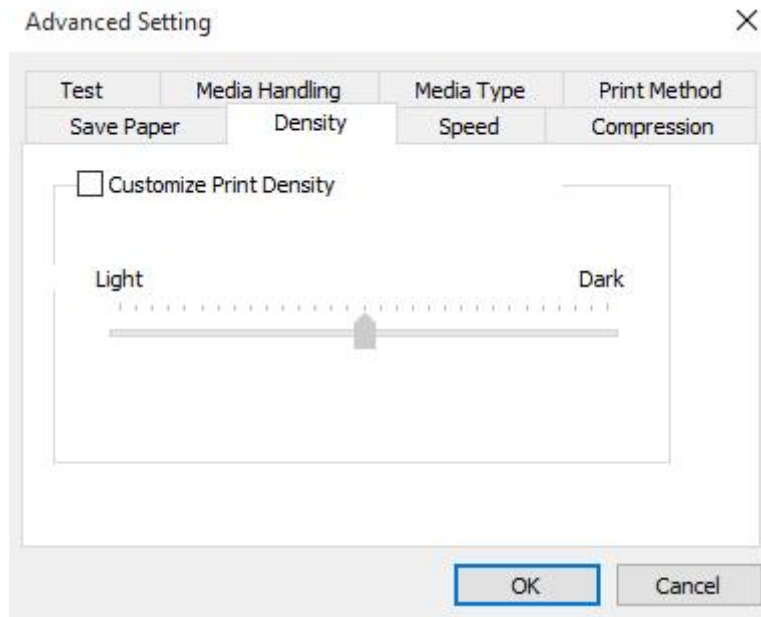 Advanced Setting
Test Media Handling Media Type Print Method
Save Paper Density Speed Compression
Customize Print Density
Light Dark
OK Cancel